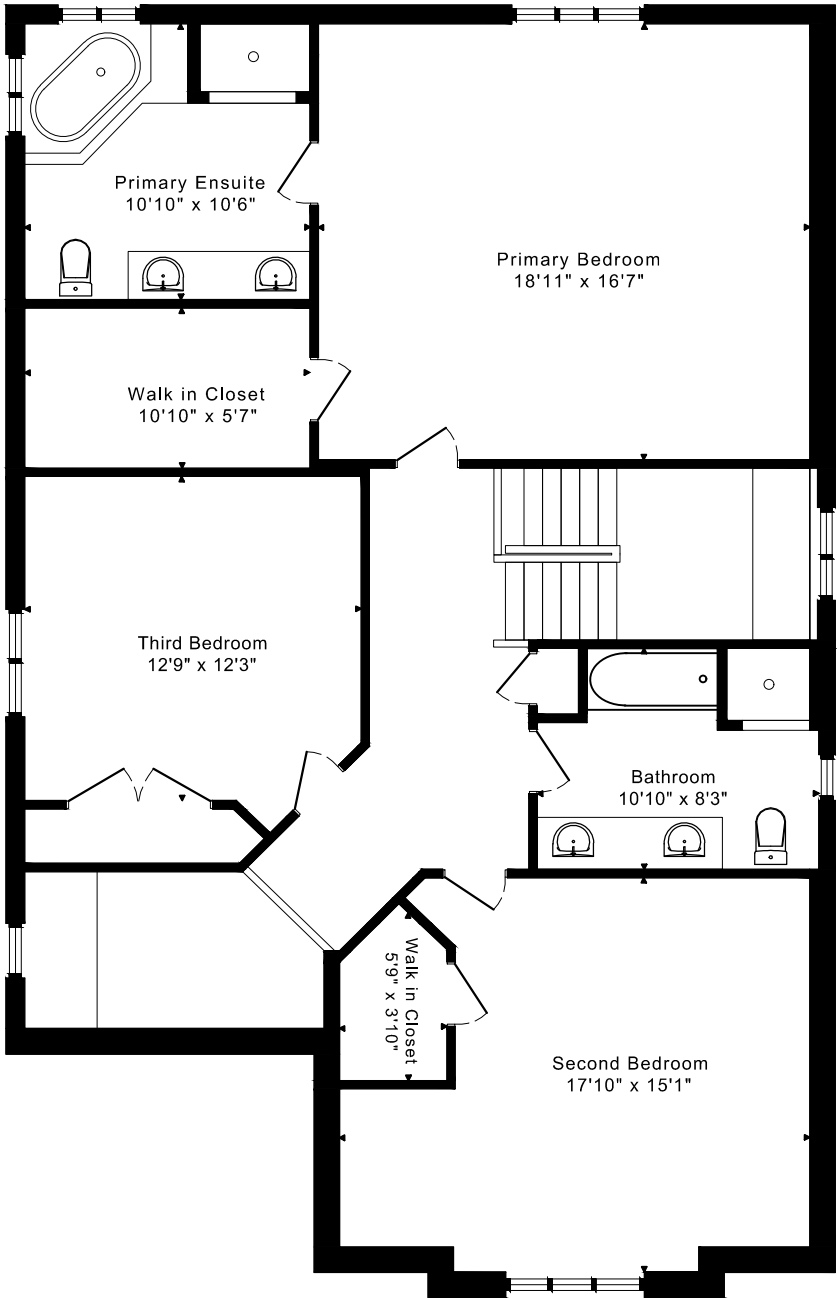 Primary Ensuite
10'10" x 10'6"
Primary Bedroom
18'11" x 16'7"
Walk in Closet
10'10" x 5'7"
Third Bedroom
12'9" x 12'3"
Bathroom
10'10" x 8'3"
Walk in Closet
5'9" x 3'10"
Second Bedroom
17'10" x 15'1"